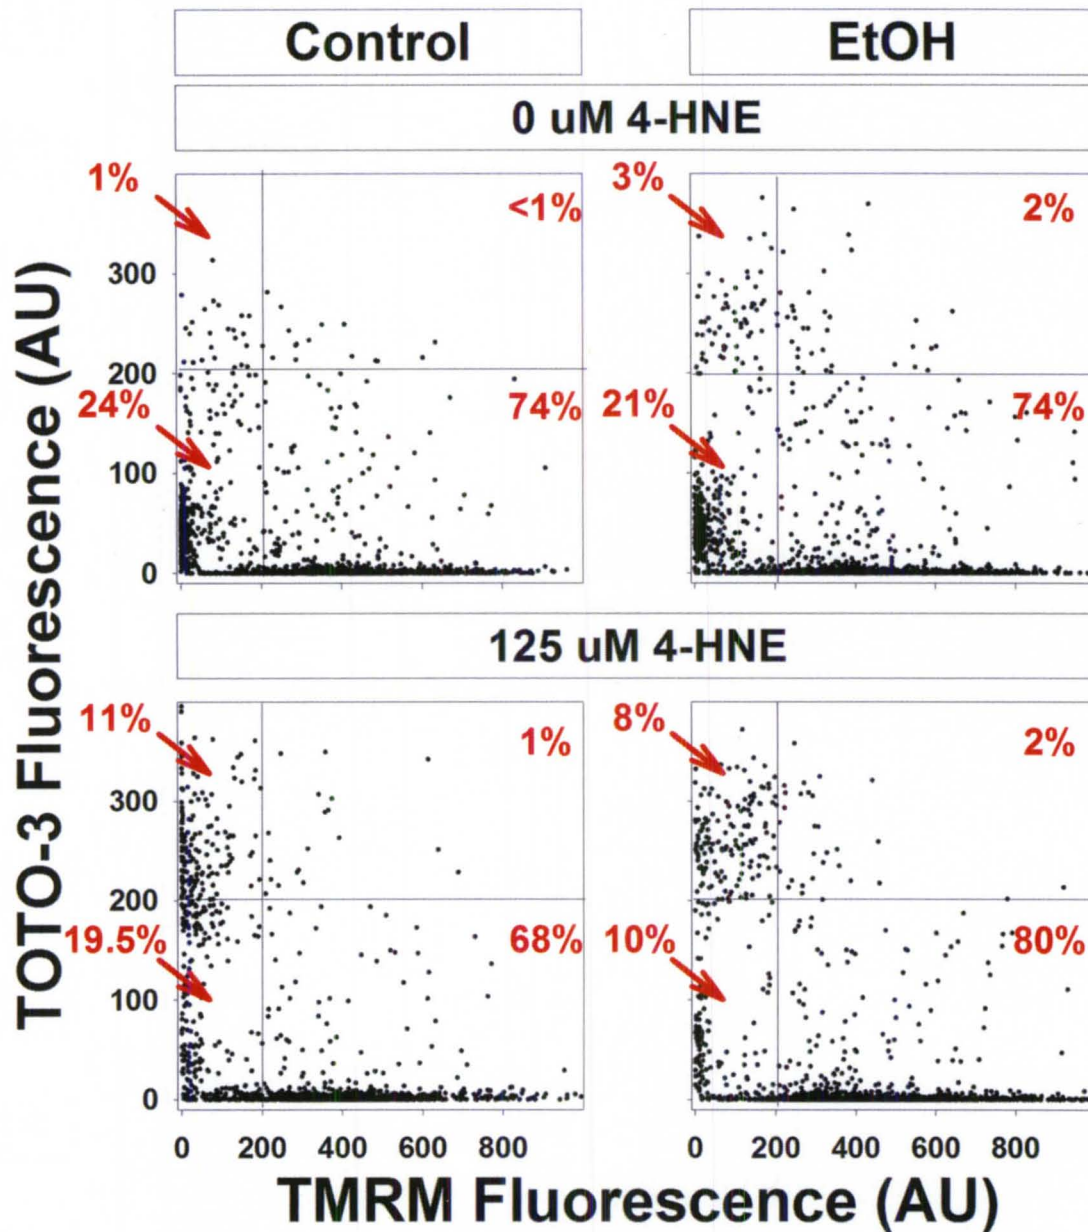 Control EtOH
0 uM 4-HNE
1% <1% 3% 2%
300
200
24% 74% 21% 74%
100
0
125 uM 4-HNE
11% 1% 8% 2%
300
200
19.5% 68% 10% 80%
100
0
0 200 400 600 800 0 200 400 600 800
TMRM Fluorescence (AU)
TOTO-3 Fluorescence (AU)